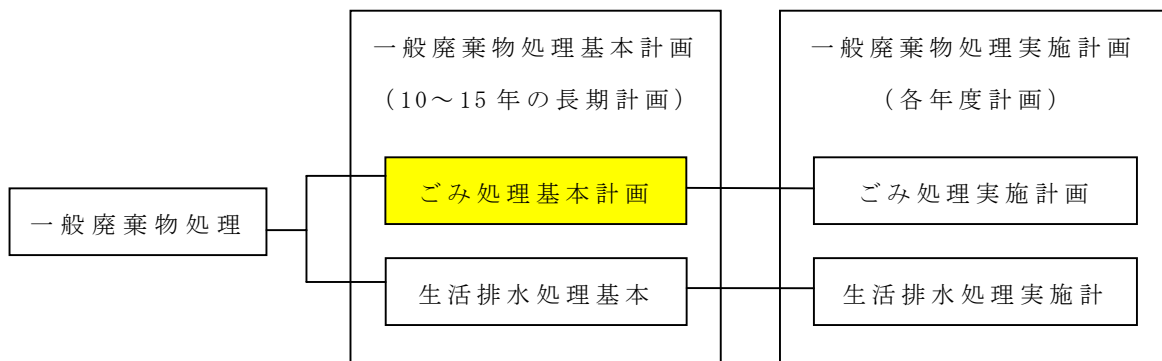 一般廃棄物処理基本計画
（10～15年の長期計画）
一般廃棄物処理実施計画
（各年度計画）
一般廃棄物処理
ごみ処理基本計画
ごみ処理実施計画
生活排水処理基本
生活排水処理実施計